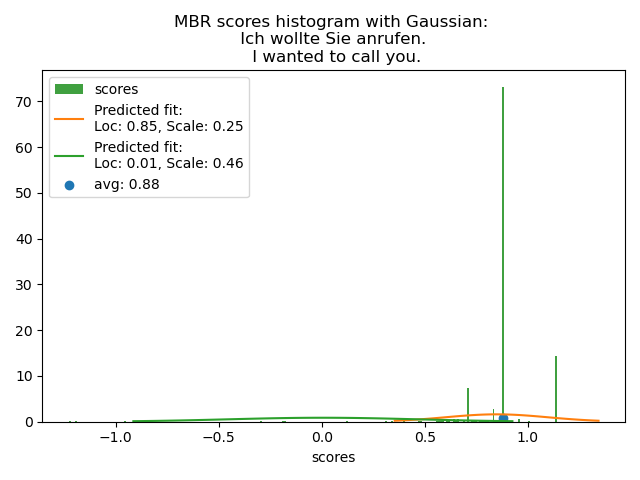 MBR scores histogram with Gaussian:
Ich wollte Sie anrufen.
I wanted to call you.
scores
Predicted fit:
Loc: 0.85, Scale: 0.25
Predicted fit:
Loc: 0.01, Scale: 0.46
avg: 0.88
70
60
50
40
30
20
10
0
−1.0
−0.5
0.0
0.5
1.0
scores